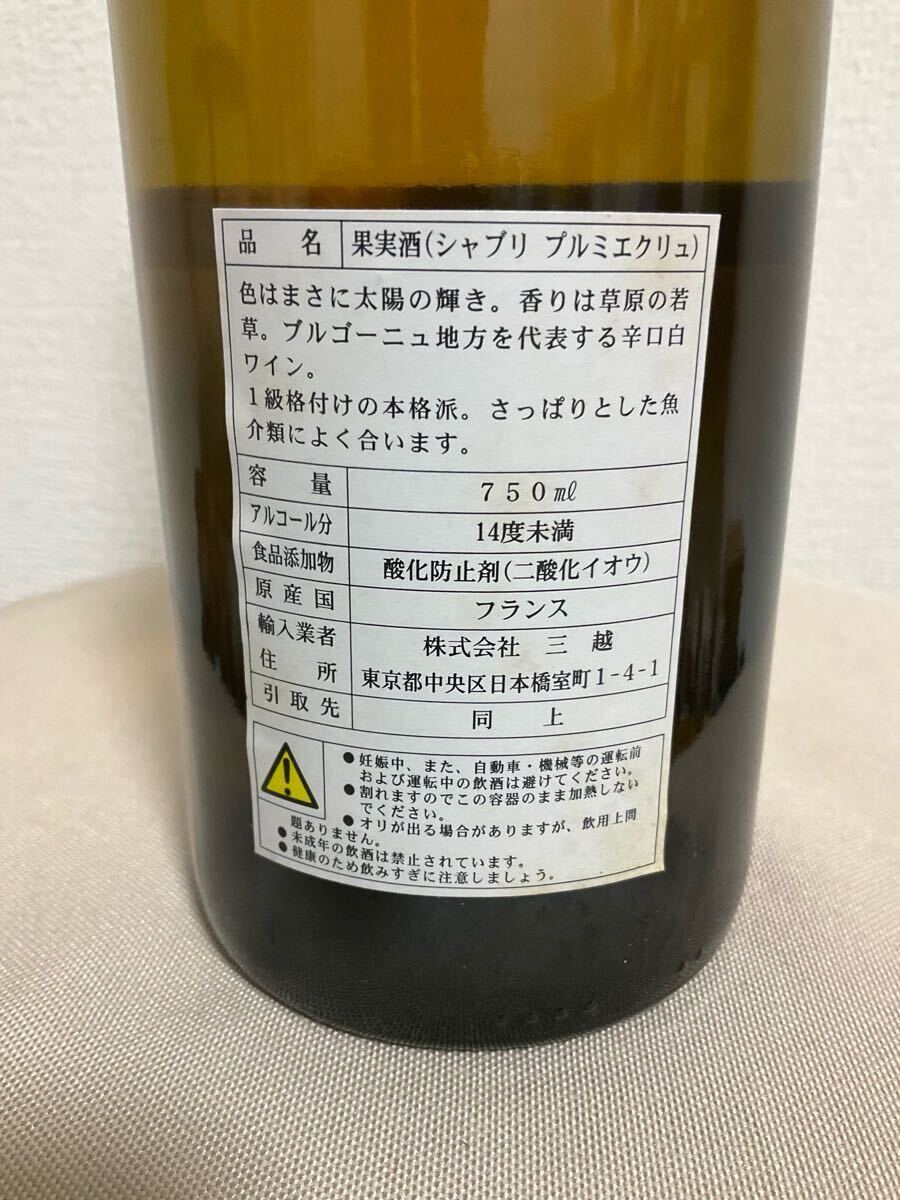 品名 果実酒(シャブリ プルミエクリュ)
色はまさに太陽の輝き。香りは草原の若
草。ブルゴーニュ地方を代表する辛口白
ワイン。
1級格付けの本格派。さっぱりとした魚
介類によく合います。
容量 750㎖
アルコール分 14度未満
食品添加物 酸化防止剤(二酸化イオウ)
原産国 フランス
輸入業者 株式会社 三越
住所 東京都中央区日本橋室町1-4-1
引取先 同上
●妊娠中、また、自動車・機械等の運転前
および運転中の飲酒は避けてください。
●割れますのでこの容器のまま加熱しない
でください。
●オリが出る場合がありますが、飲用上問
題ありません。
●未成年の飲酒は禁止されています。
●健康のため飲みすぎに注意しましょう。